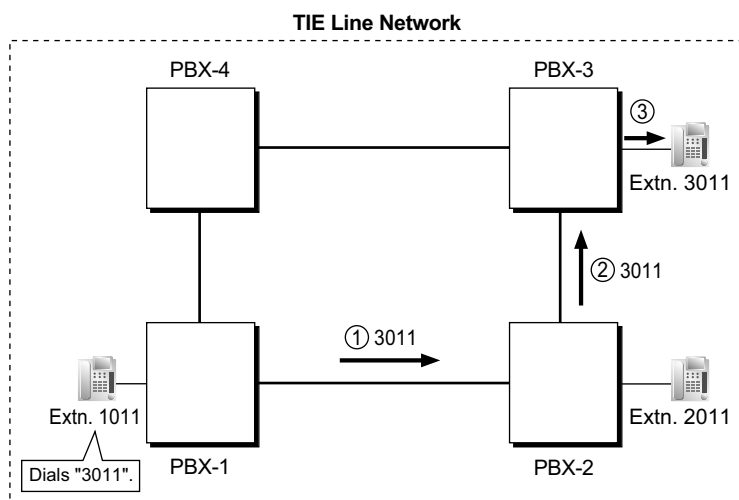 TIE Line Network
PBX-4
PBX-3
③
Extn. 3011
② 3011
① 3011
Extn. 1011
Extn. 2011
Dials "3011".
PBX-1
PBX-2